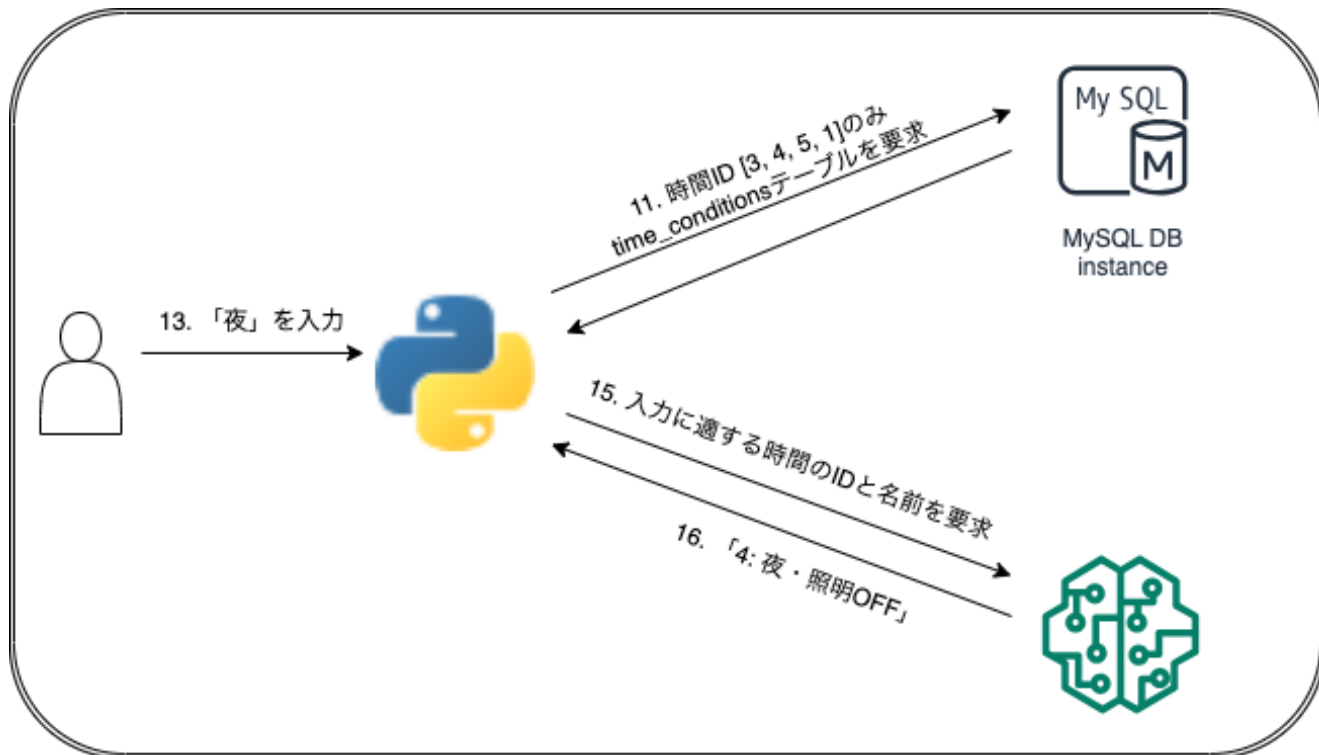 My SQL
M
MySQL DB
instance
11. 時間ID [3, 4, 5, 1]のみ
time_conditionsテーブルを要求
13. 「夜」を入力
15. 入力に適する時間のIDと名前を要求
16. 「4: 夜・照明OFF」